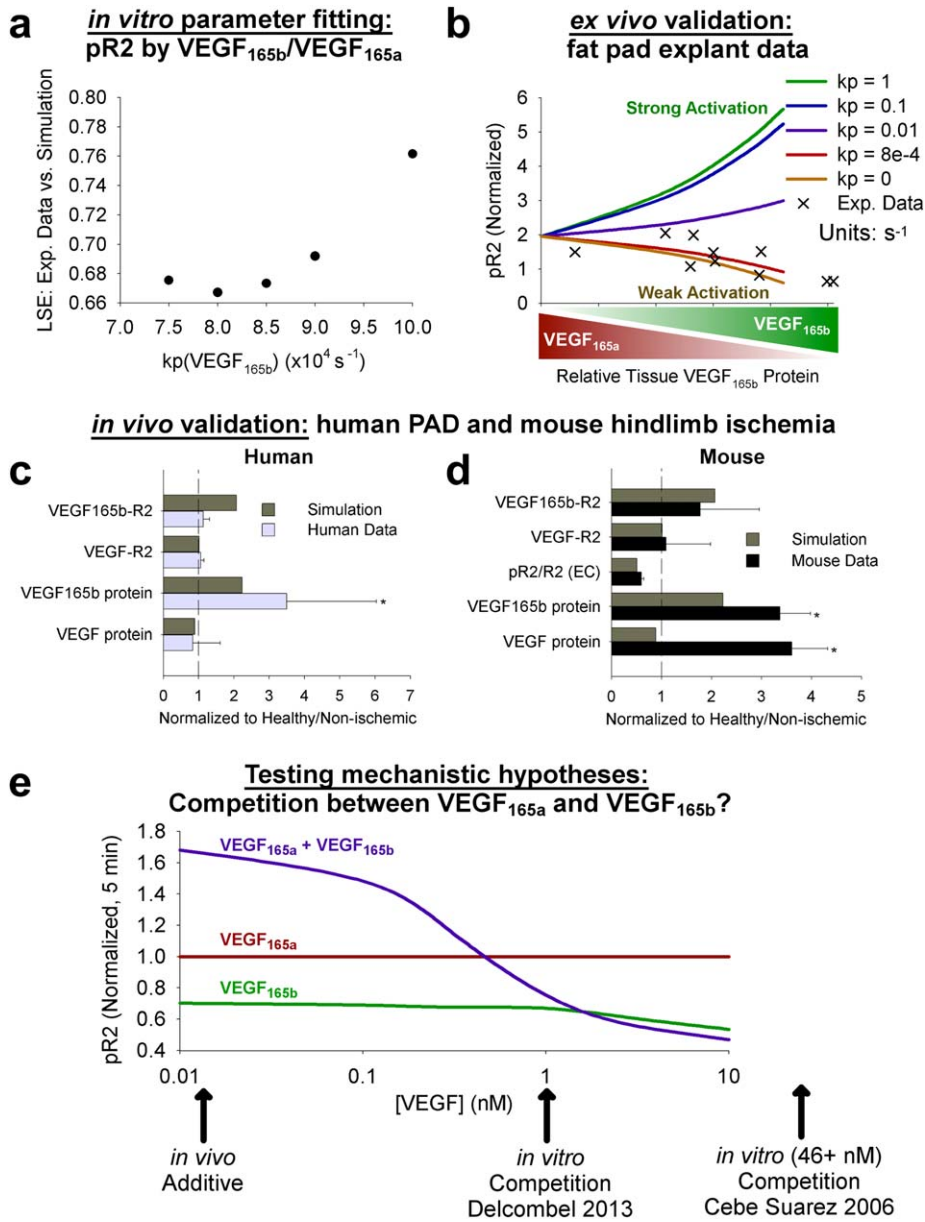 a
in vitro parameter fitting:
pR2 by VEGF165b/VEGF165a
LSE: Exp. Data vs. Simulation
0.80
0.78
0.76
0.74
0.72
0.70
0.68
0.66
7.0 7.5 8.0 8.5 9.0 9.5 10.0
kp(VEGF165b) (x10⁴ s⁻¹)
b
ex vivo validation:
fat pad explant data
pR2 (Normalized)
6
5
4
3
2
1
0
Strong Activation
Weak Activation
kp = 1
kp = 0.1
kp = 0.01
kp = 8e-4
kp = 0
Exp. Data
Units: s⁻¹
VEGF165a
VEGF165b
Relative Tissue VEGF165b Protein
in vivo validation: human PAD and mouse hindlimb ischemia
c
Human
VEGF165b-R2
VEGF-R2
VEGF165b protein
VEGF protein
Simulation
Human Data
*
0 1 2 3 4 5 6 7
Normalized to Healthy/Non-ischemic
d
Mouse
VEGF165b-R2
VEGF-R2
pR2/R2 (EC)
VEGF165b protein
VEGF protein
Simulation
Mouse Data
*
*
0 1 2 3 4 5
Normalized to Healthy/Non-ischemic
e
Testing mechanistic hypotheses:
Competition between VEGF165a and VEGF165b?
pR2 (Normalized, 5 min)
1.8
1.6
1.4
1.2
1.0
0.8
0.6
0.4
VEGF165a + VEGF165b
VEGF165a
VEGF165b
0.01 0.1 1 10
[VEGF] (nM)
in vivo
Additive
in vitro
Competition
Delcombel 2013
in vitro (46+ nM)
Competition
Cebe Suarez 2006